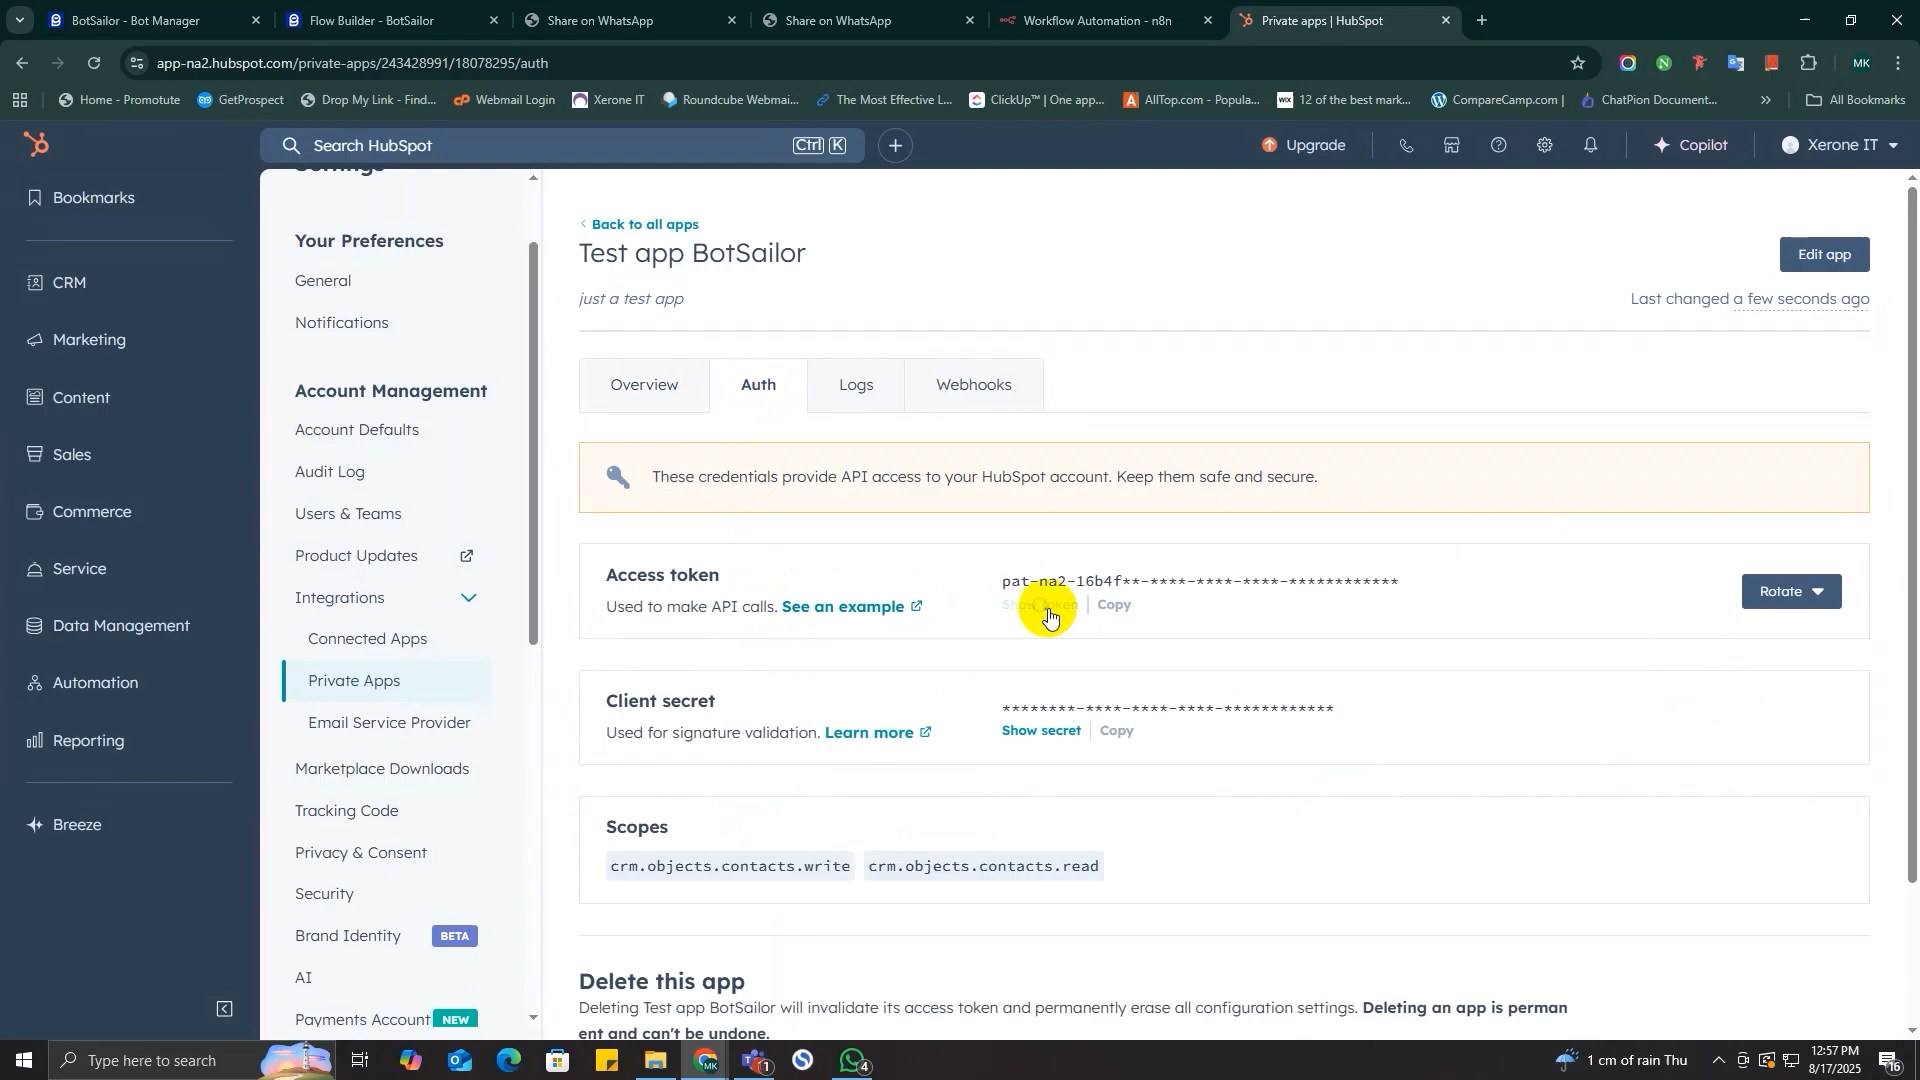 BotSailor - Bot Manager
Flow Builder - BotSailor
Share on WhatsApp
Share on WhatsApp
Workflow Automation - n8n
Private apps | HubSpot
app-na2.hubspot.com/private-apps/243428991/18078295/auth
MK
Home - Promotute
GetProspect
Drop My Link - Find...
Webmail Login
Xerone IT
Roundcube Webmai...
The Most Effective L...
ClickUp™ | One app...
AllTop.com - Popula...
12 of the best mark...
CompareCamp.com |
ChatPion Document...
All Bookmarks
Search HubSpot
Ctrl K
Upgrade
Copilot
Xerone IT
Bookmarks
CRM
Marketing
Content
Sales
Commerce
Service
Data Management
Automation
Reporting
Breeze
Settings
Your Preferences
General
Notifications
Account Management
Account Defaults
Audit Log
Users & Teams
Product Updates
Integrations
Connected Apps
Private Apps
Email Service Provider
Marketplace Downloads
Tracking Code
Privacy & Consent
Security
Brand Identity BETA
AI
Payments Account NEW
Back to all apps
Test app BotSailor
Edit app
just a test app
Last changed a few seconds ago
Overview
Auth
Logs
Webhooks
These credentials provide API access to your HubSpot account. Keep them safe and secure.
Access token
Used to make API calls. See an example
pat-na2-16b4f**-****-****-****-************
Show token
Copy
Rotate
Client secret
Used for signature validation. Learn more
********-****-****-****-************
Show secret
Copy
Scopes
crm.objects.contacts.write
crm.objects.contacts.read
Delete this app
Deleting Test app BotSailor will invalidate its access token and permanently erase all configuration settings. Deleting an app is perman
ent and can't be undone.
Type here to search
MK
1
4
1 cm of rain Thu
12:57 PM
8/17/2025
16